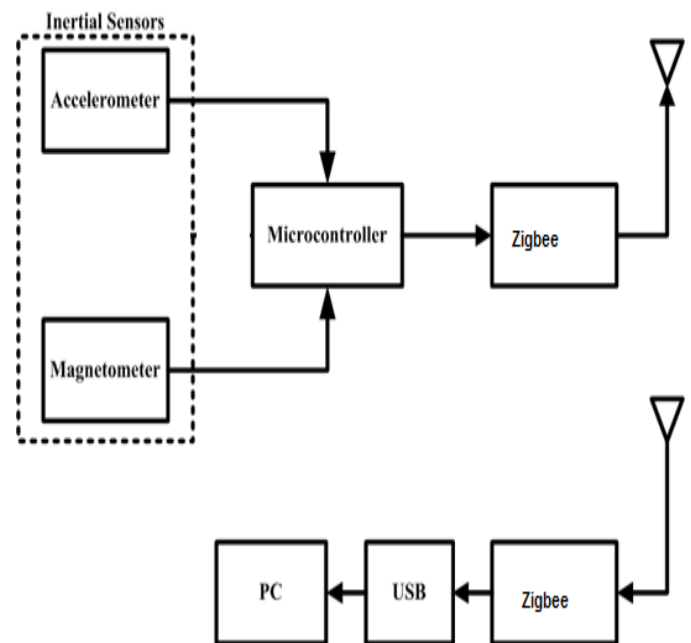 Inertial Sensors
Accelerometer
Microcontroller
Zigbee
Magnetometer
PC
USB
Zigbee